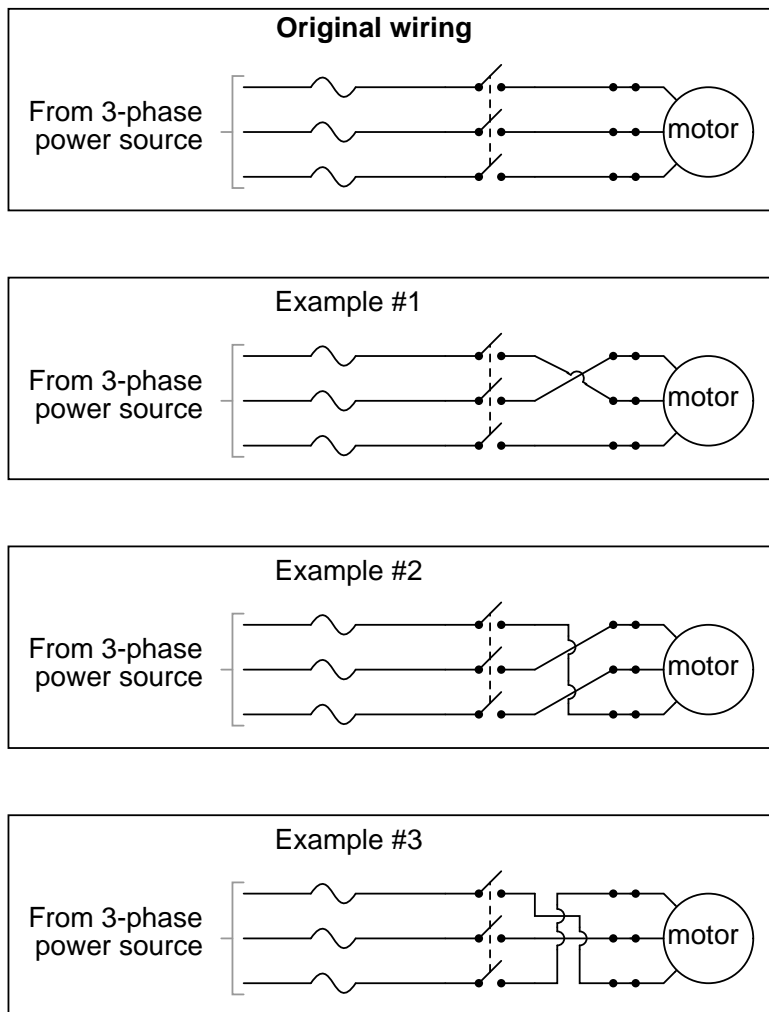 Original wiring
From 3-phase
power source
motor
Example #1
From 3-phase
power source
motor
Example #2
From 3-phase
power source
motor
Example #3
From 3-phase
power source
motor